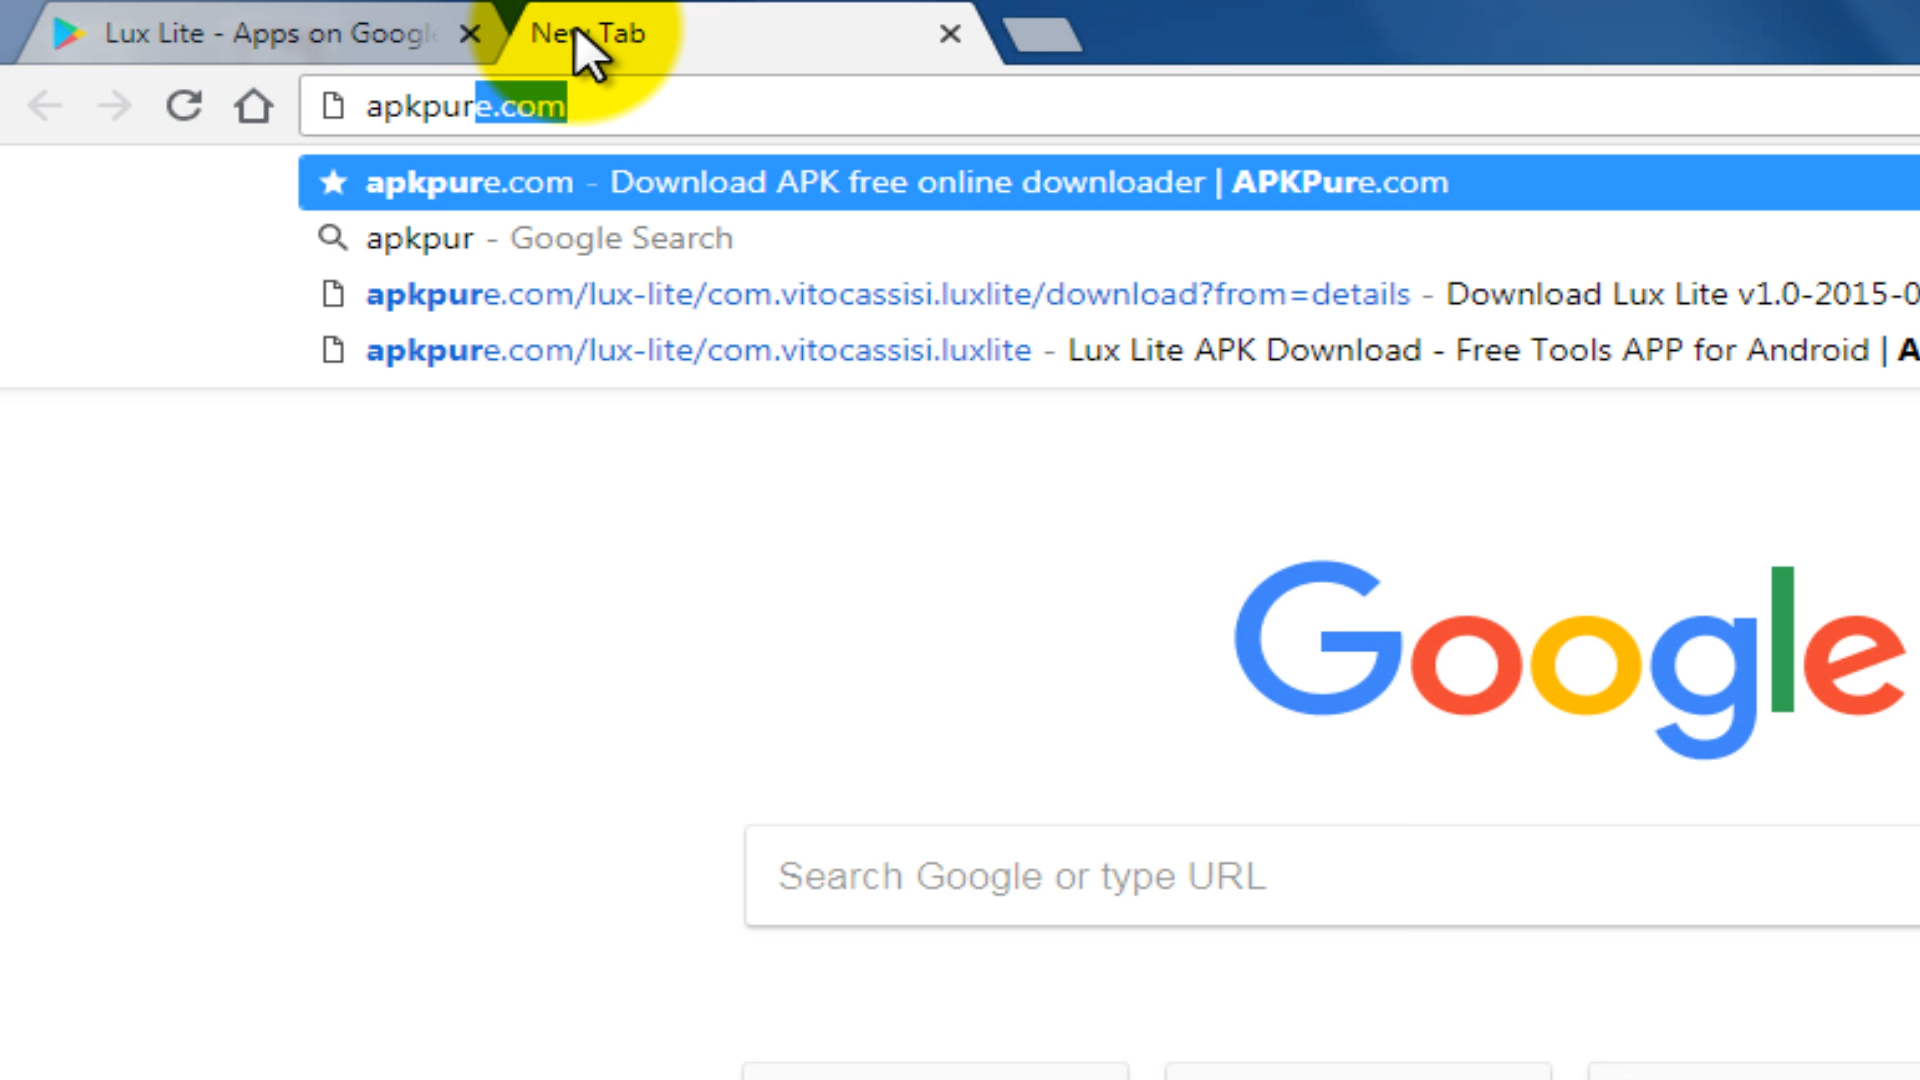 Lux Lite - Apps on Googl
New Tab
apkpure.com
apkpure.com - Download APK free online downloader | APKPure.com
apkpur - Google Search
apkpure.com/lux-lite/com.vitocassisi.luxlite/download?from=details - Download Lux Lite v1.0-2015-0
apkpure.com/lux-lite/com.vitocassisi.luxlite - Lux Lite APK Download - Free Tools APP for Android | A
Google
Search Google or type URL